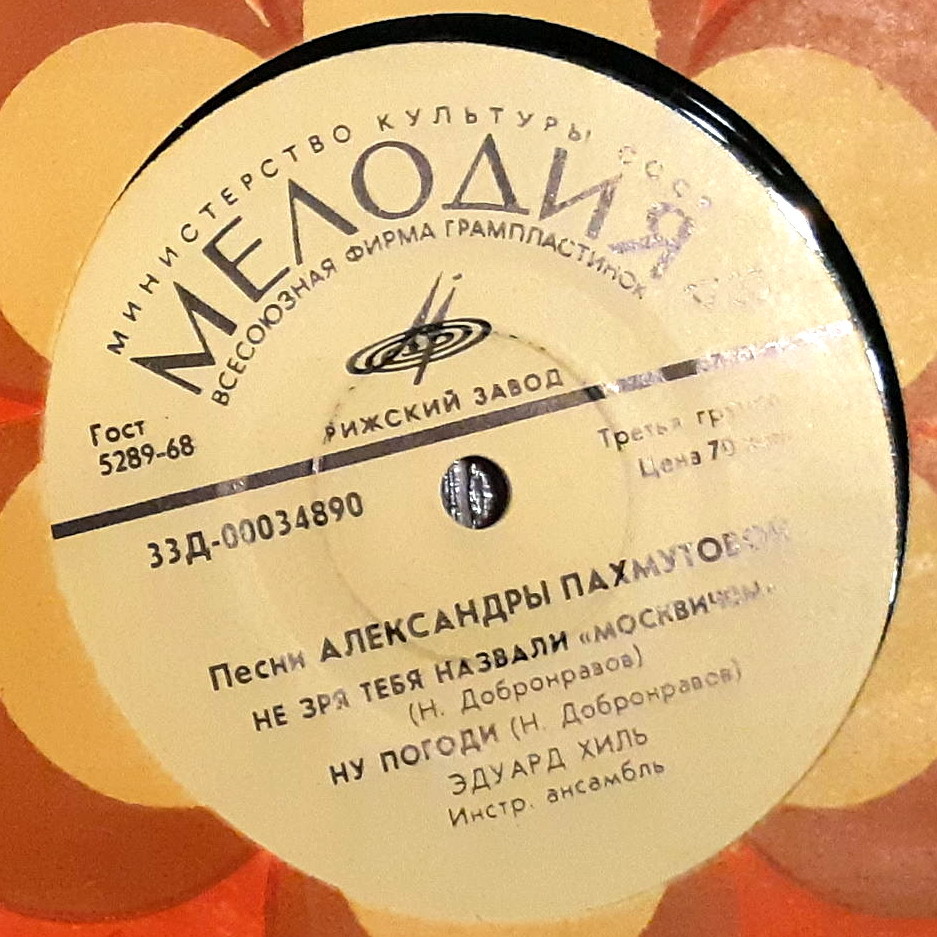 МИНИСТЕРСТВО КУЛЬТУРЫ СССР
МЕЛОДИЯ
ВСЕСОЮЗНАЯ ФИРМА ГРАМПЛАСТИНОК
РИЖСКИЙ ЗАВОД
Гост
5289-68
Третья группа
Цена 70
33Д-00034890
Песни АЛЕКСАНДРЫ ПАХМУТОВОЙ
НЕ ЗРЯ ТЕБЯ НАЗВАЛИ «МОСКВИЧОМ»
(Н. Добронравов)
НУ ПОГОДИ (Н. Добронравов)
ЭДУАРД ХИЛЬ
Инстр. ансамбль